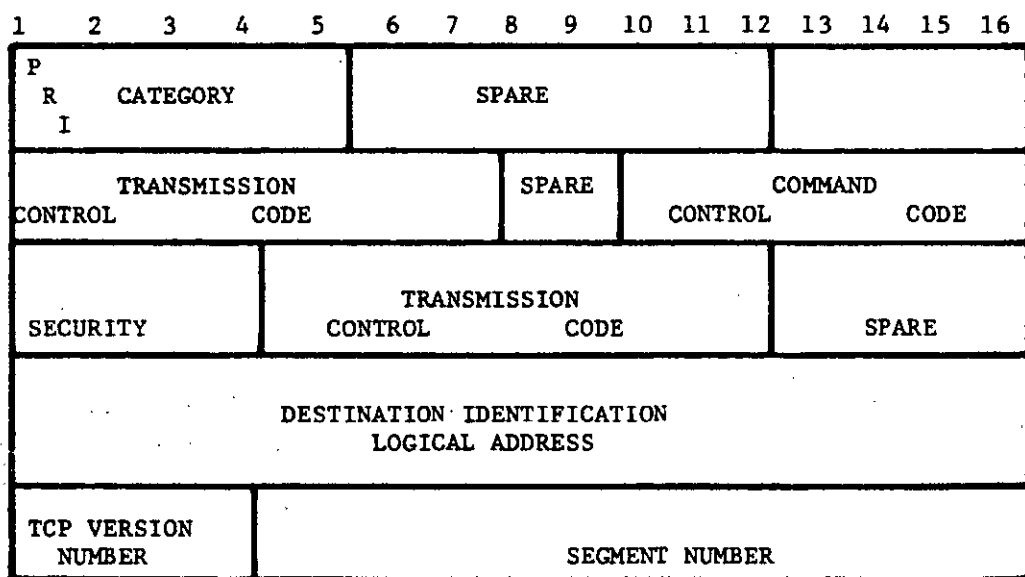 1 2 3 4 5 6 7 8 9 10 11 12 13 14 15 16
P
R CATEGORY SPARE
I
TRANSMISSION SPARE COMMAND
CONTROL CODE CONTROL CODE
TRANSMISSION
SECURITY CONTROL CODE SPARE
DESTINATION IDENTIFICATION
LOGICAL ADDRESS
TCP VERSION
NUMBER SEGMENT NUMBER